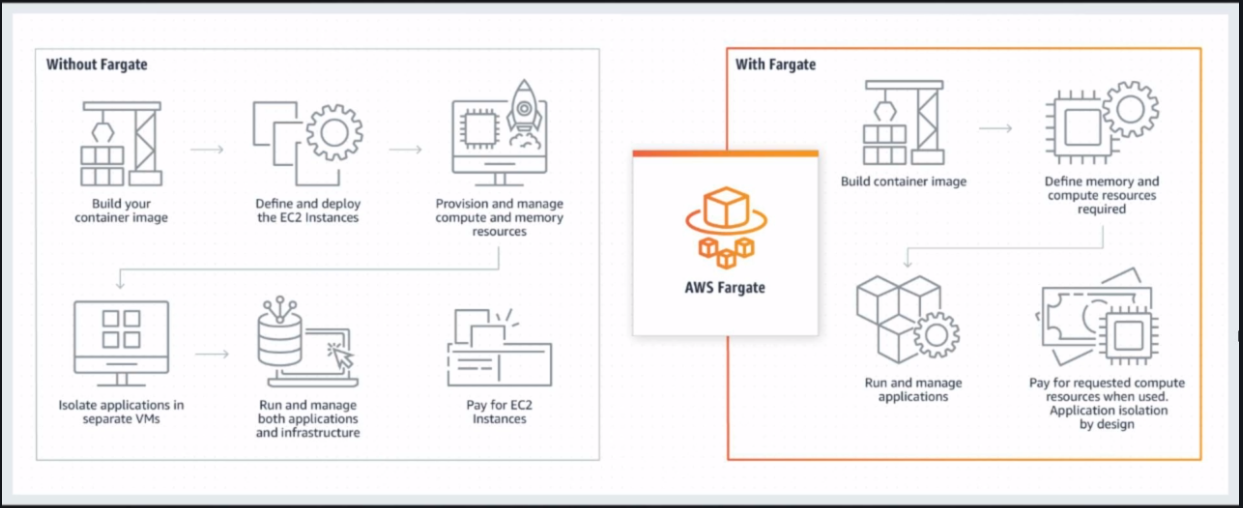 Without Fargate
Build your
container image
Define and deploy
the EC2 Instances
Provision and manage
compute and memory
resources
Isolate applications in
separate VMs
Run and manage
both applications
and infrastructure
Pay for EC2
Instances
AWS Fargate
With Fargate
Build container image
Define memory and
compute resources
required
Run and manage
applications
Pay for requested compute
resources when used.
Application isolation
by design